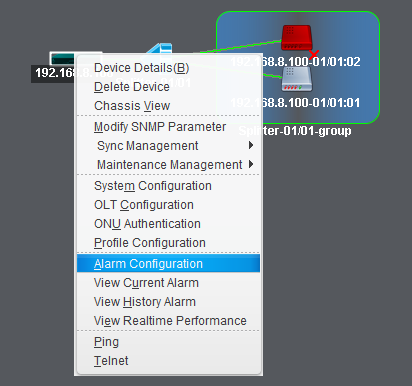 192.168.8.100-01/01:02
192.168.
Device Details(B)
Delete Device
Chassis View
192.168.8.100-01/01:01
Modify SNMP Parameter
Splitter-01/01-group
Sync Management
Maintenance Management
System Configuration
OLT Configuration
ONU Authentication
Profile Configuration
Alarm Configuration
View Current Alarm
View History Alarm
View Realtime Performance
Ping
Telnet